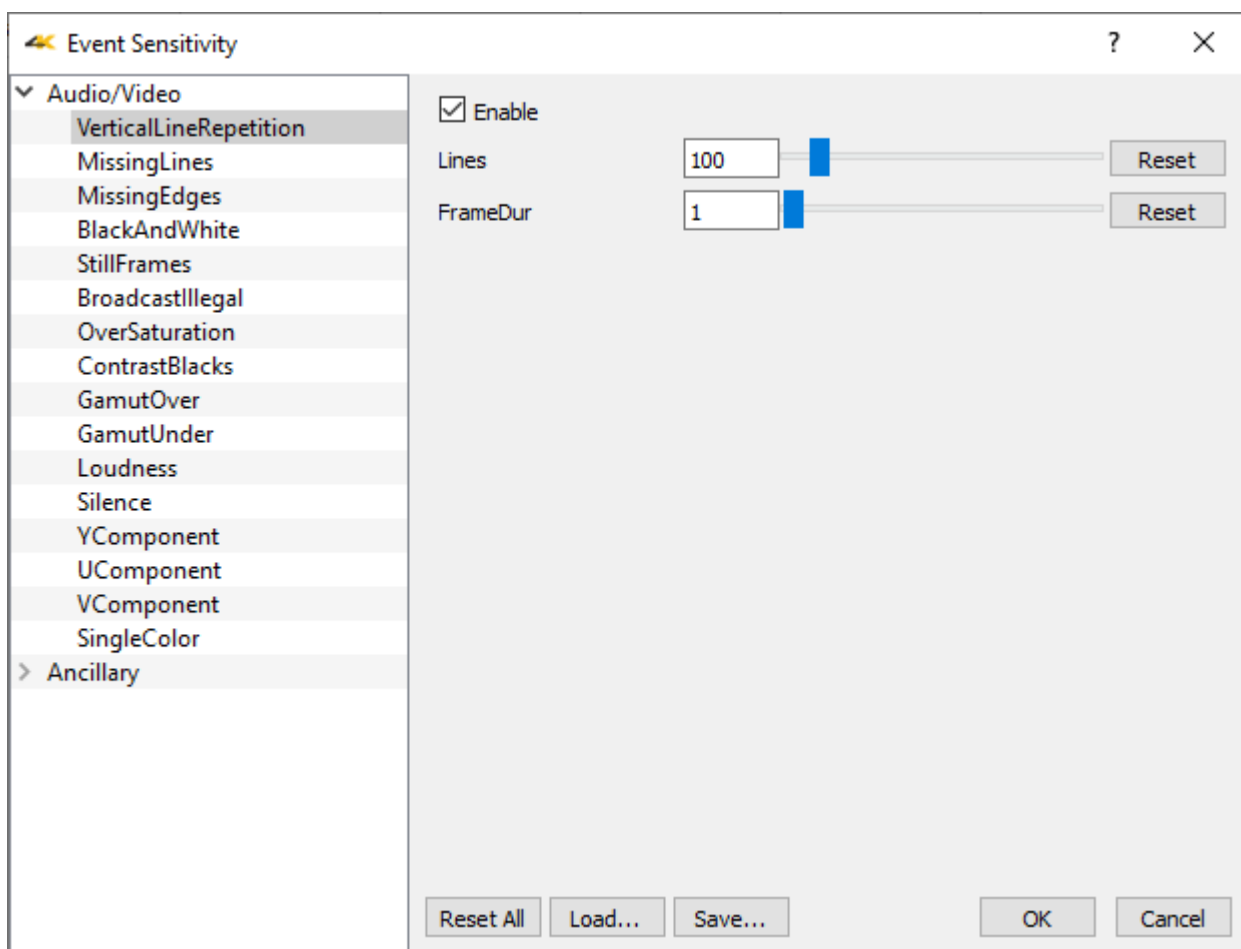 4K Event Sensitivity ?
Audio/Video
VerticalLineRepetition
MissingLines
MissingEdges
BlackAndWhite
StillFrames
BroadcastIllegal
OverSaturation
ContrastBlacks
GamutOver
GamutUnder
Loudness
Silence
YComponent
UComponent
VComponent
SingleColor
Ancillary
Enable
Lines 100 Reset
FrameDur 1 Reset
Reset All Load... Save... OK Cancel